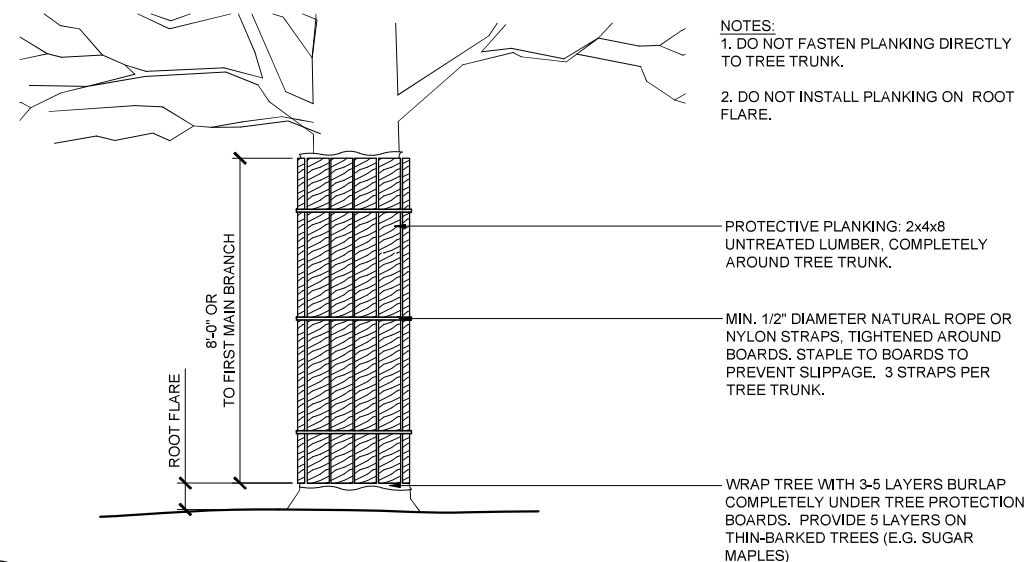 NOTES:
1. DO NOT FASTEN PLANKING DIRECTLY
TO TREE TRUNK.
2. DO NOT INSTALL PLANKING ON ROOT
FLARE.
PROTECTIVE PLANKING: 2x4x8
UNTREATED LUMBER, COMPLETELY
AROUND TREE TRUNK.
8'-0" OR
TO FIRST MAIN BRANCH
MIN. 1/2" DIAMETER NATURAL ROPE OR
NYLON STRAPS, TIGHTENED AROUND
BOARDS. STAPLE TO BOARDS TO
PREVENT SLIPPAGE. 3 STRAPS PER
TREE TRUNK.
ROOT FLARE
WRAP TREE WITH 3-5 LAYERS BURLAP
COMPLETELY UNDER TREE PROTECTION
BOARDS. PROVIDE 5 LAYERS ON
THIN-BARKED TREES (E.G. SUGAR
MAPLES)